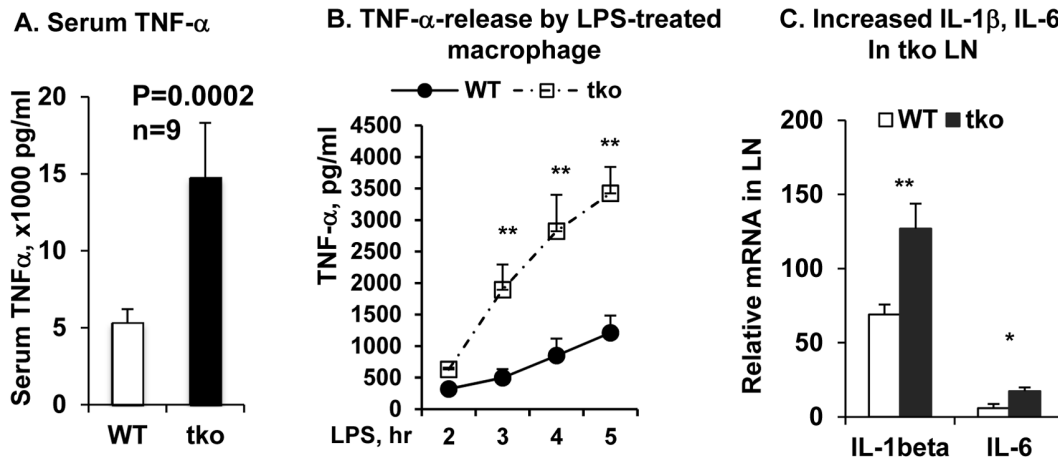 A. Serum TNF-α
Serum TNFα, x1000 pg/ml
20
15
10
5
0
P=0.0002
n=9
WT
tko
B. TNF-α-release by LPS-treated
macrophage
WT
tko
TNF-α, pg/ml
4500
4000
3500
3000
2500
2000
1500
1000
500
0
**
**
**
LPS, hr 2 3 4 5
C. Increased IL-1β, IL-6
In tko LN
WT
tko
Relative mRNA in LN
200
150
100
50
0
**
*
IL-1beta
IL-6